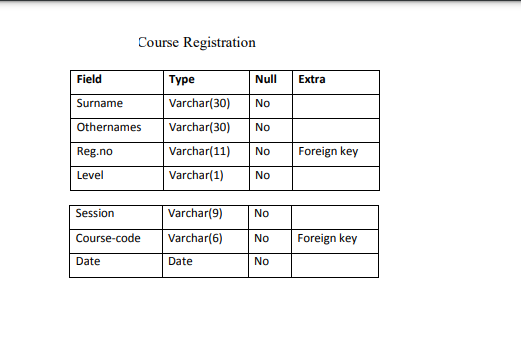 Course Registration
Field Type Null Extra
Surname Varchar(30) No
Othernames Varchar(30) No
Reg.no Varchar(11) No Foreign key
Level Varchar(1) No
Session Varchar(9) No
Course-code Varchar(6) No Foreign key
Date Date No